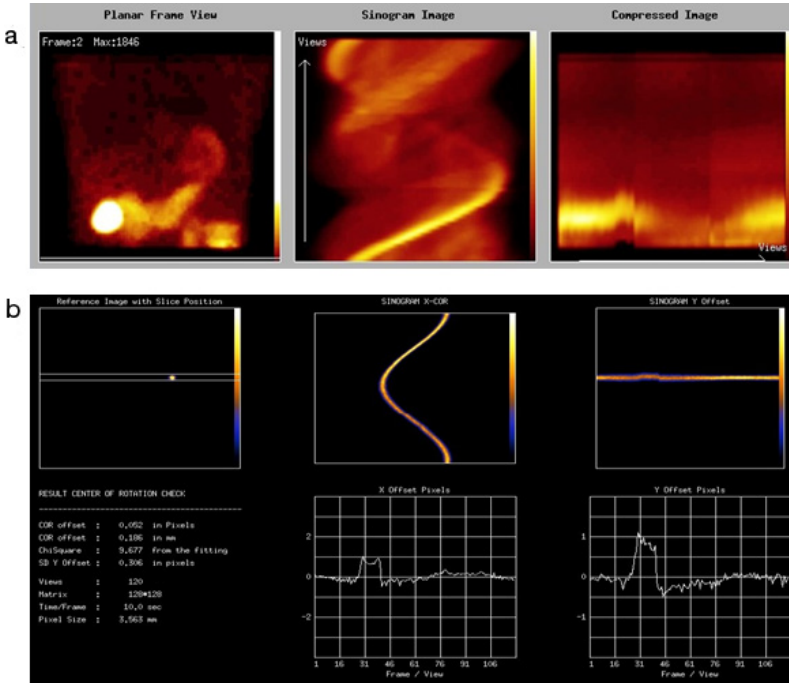 a
Planar Frame View
Sinogram Image
Compressed Image
Frame:2 Max:1846
Views
Views
b
Reference Image with Slice Position
SINOGRAM X-COR
SINOGRAM Y Offset
RESULT CENTER OF ROTATION CHECK
COR offset : 0.052 in Pixels
COR offset : 0.186 in mm
ChiSquare : 9.677 from the fitting
SD Y Offset : 0.306 in pixels
Views : 120
Matrix : 128*128
Time/Frame : 10.0 sec
Pixel Size : 3.563 mm
X Offset Pixels
2
0
-2
1 16 31 46 61 76 91 106
Frame / View
Y Offset Pixels
1
0
-1
1 16 31 46 61 76 91 106
Frame / View